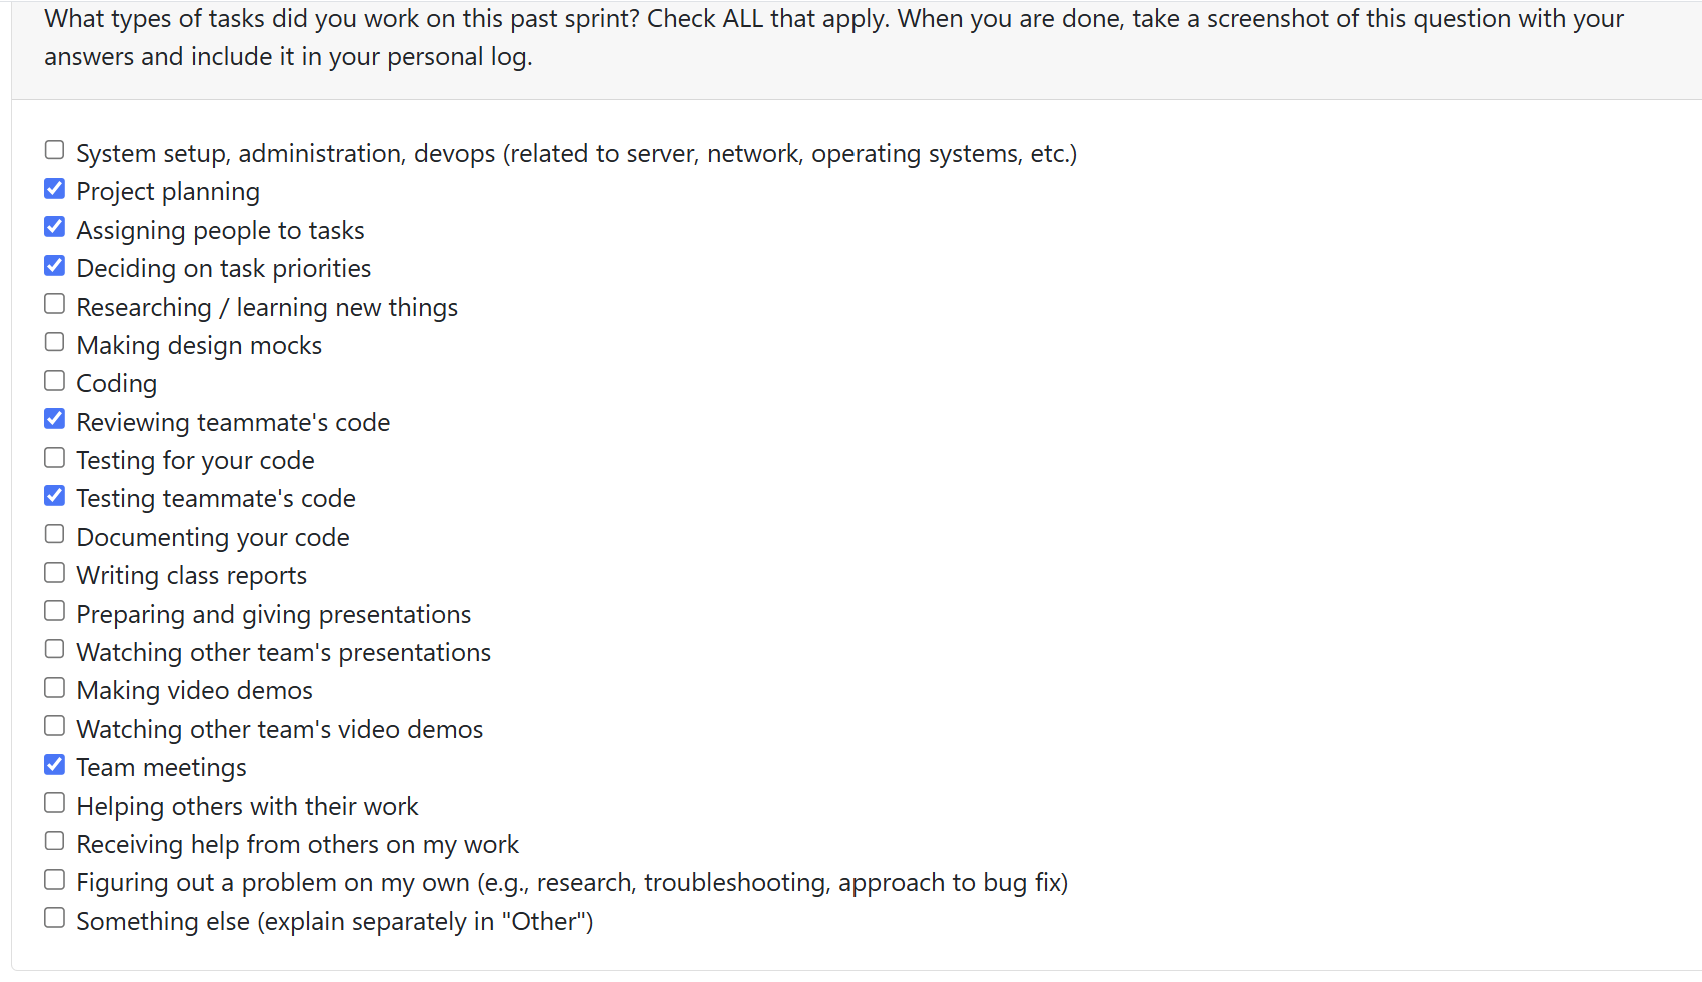 What types of tasks did you work on this past sprint? Check ALL that apply. When you are done, take a screenshot of this question with your
answers and include it in your personal log.
System setup, administration, devops (related to server, network, operating systems, etc.)
Project planning
Assigning people to tasks
Deciding on task priorities
Researching / learning new things
Making design mocks
Coding
Reviewing teammate's code
Testing for your code
Testing teammate's code
Documenting your code
Writing class reports
Preparing and giving presentations
Watching other team's presentations
Making video demos
Watching other team's video demos
Team meetings
Helping others with their work
Receiving help from others on my work
Figuring out a problem on my own (e.g., research, troubleshooting, approach to bug fix)
Something else (explain separately in "Other")